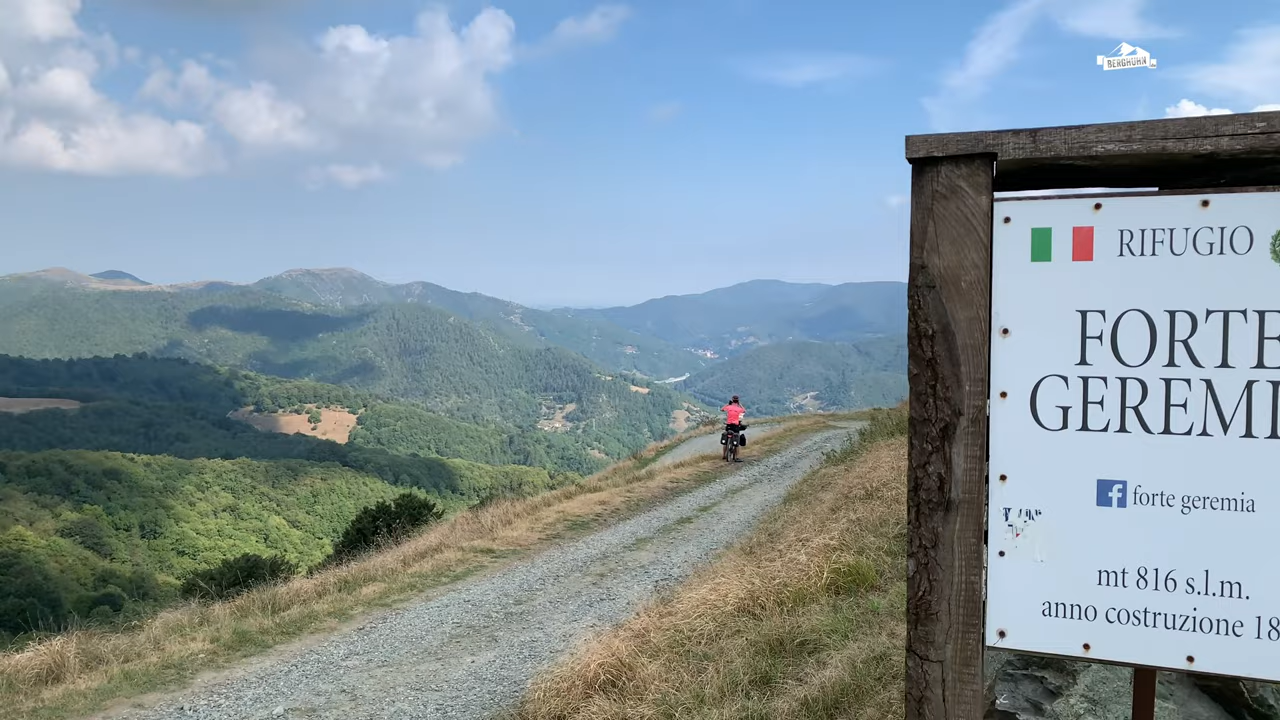 BERGHUHN
RIFUGIO
FORTE
GEREMI
forte geremia
mt 816 s.l.m.
anno costruzione 18